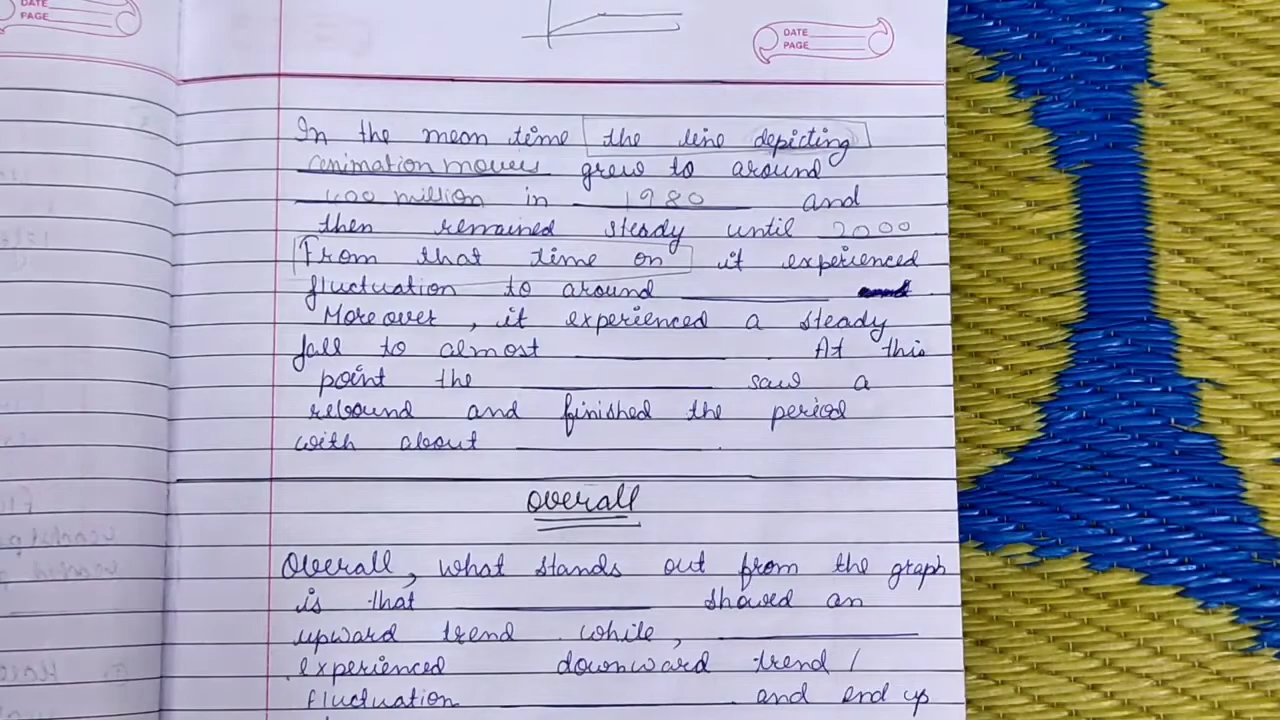 DATE
PAGE
DATE
PAGE
In the mean time the line depicting
animation movies grew to around
400 million in 1980 and
then remained steady until 2000
From that time on it experienced
fluctuation to around
Moreover, it experienced a steady
fall to almost At this
point the saw a
rebound and finished the period
with about
Overall
Overall, what stands out from the graph
is that showed an
upward trend while,
experienced downward trend /
fluctuation and end up